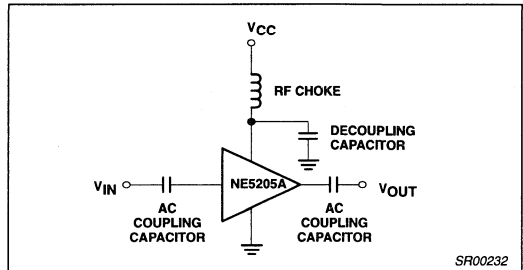 VCC
RF CHOKE
DECOUPLING
CAPACITOR
VIN
NE5205A
VOUT
AC
COUPLING
CAPACITOR
AC
COUPLING
CAPACITOR
SR00232